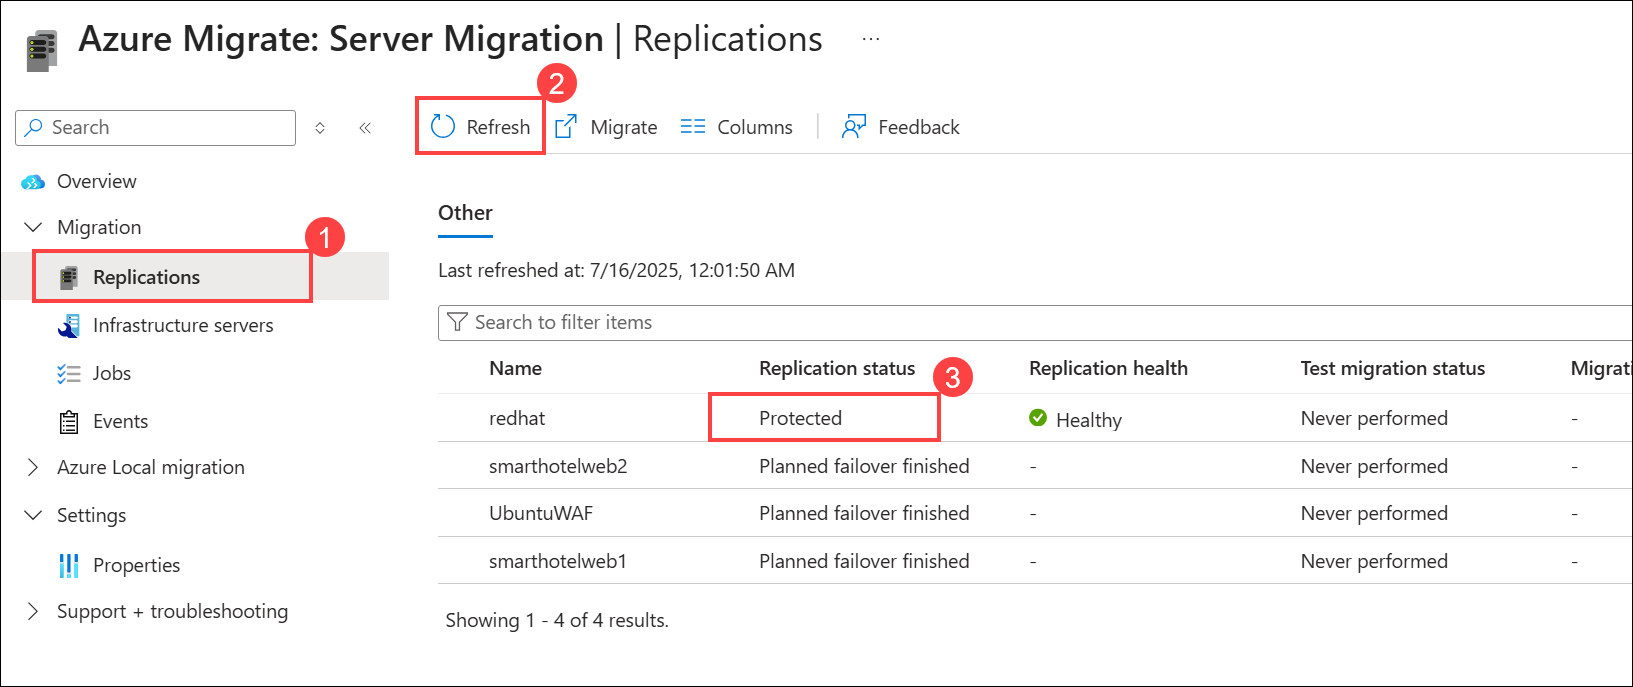 Azure Migrate: Server Migration | Replications ...
2
Search
Refresh Migrate Columns Feedback
Overview
Migration
1
Replications
Infrastructure servers
Jobs
Events
Azure Local migration
Settings
Properties
Support + troubleshooting
Other
Last refreshed at: 7/16/2025, 12:01:50 AM
Search to filter items
Name Replication status 3 Replication health Test migration status Migrati
redhat Protected Healthy Never performed -
smarthotelweb2 Planned failover finished - Never performed -
UbuntuWAF Planned failover finished - Never performed -
smarthotelweb1 Planned failover finished - Never performed -
Showing 1 - 4 of 4 results.